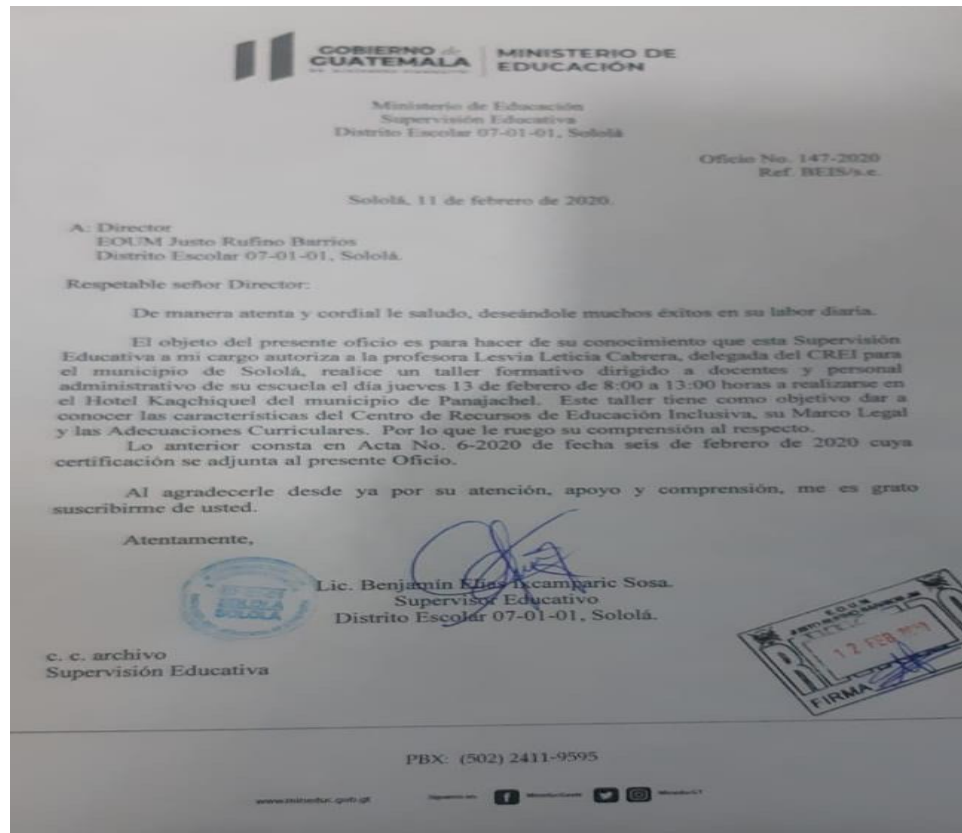 GOBIERNO de
GUATEMALA
MINISTERIO DE
EDUCACIÓN
Ministerio de Educación
Supervisión Educativa
Distrito Escolar 07-01-01, Sololá
Oficio No. 147-2020
Ref. BEIS/s.e.
Sololá, 11 de febrero de 2020.
A: Director
EOUM Justo Rufino Barrios
Distrito Escolar 07-01-01, Sololá.
Respetable señor Director:
De manera atenta y cordial le saludo, deseándole muchos éxitos en su labor diaria.
El objeto del presente oficio es para hacer de su conocimiento que esta Supervisión
Educativa a mi cargo autoriza a la profesora Lesvia Leticia Cabrera, delegada del CREI para
el municipio de Sololá, realice un taller formativo dirigido a docentes y personal
administrativo de su escuela el día jueves 13 de febrero de 8:00 a 13:00 horas a realizarse en
el Hotel Kaqchiquel del municipio de Panajachel. Este taller tiene como objetivo dar a
conocer las características del Centro de Recursos de Educación Inclusiva, su Marco Legal
y las Adecuaciones Curriculares. Por lo que le ruego su comprensión al respecto.
Lo anterior consta en Acta No. 6-2020 de fecha seis de febrero de 2020 cuya
certificación se adjunta al presente Oficio.
Al agradecerle desde ya por su atención, apoyo y comprensión, me es grato
suscribirme de usted.
Atentamente,
Lic. Benjamín Elías Ixcamparic Sosa.
Supervisor Educativo
Distrito Escolar 07-01-01, Sololá.
SOLOLÁ
E.O.U.M.
12 FEB
FIRMA
c. c. archivo
Supervisión Educativa
PBX: (502) 2411-9595
www.mineduc.gob.gt